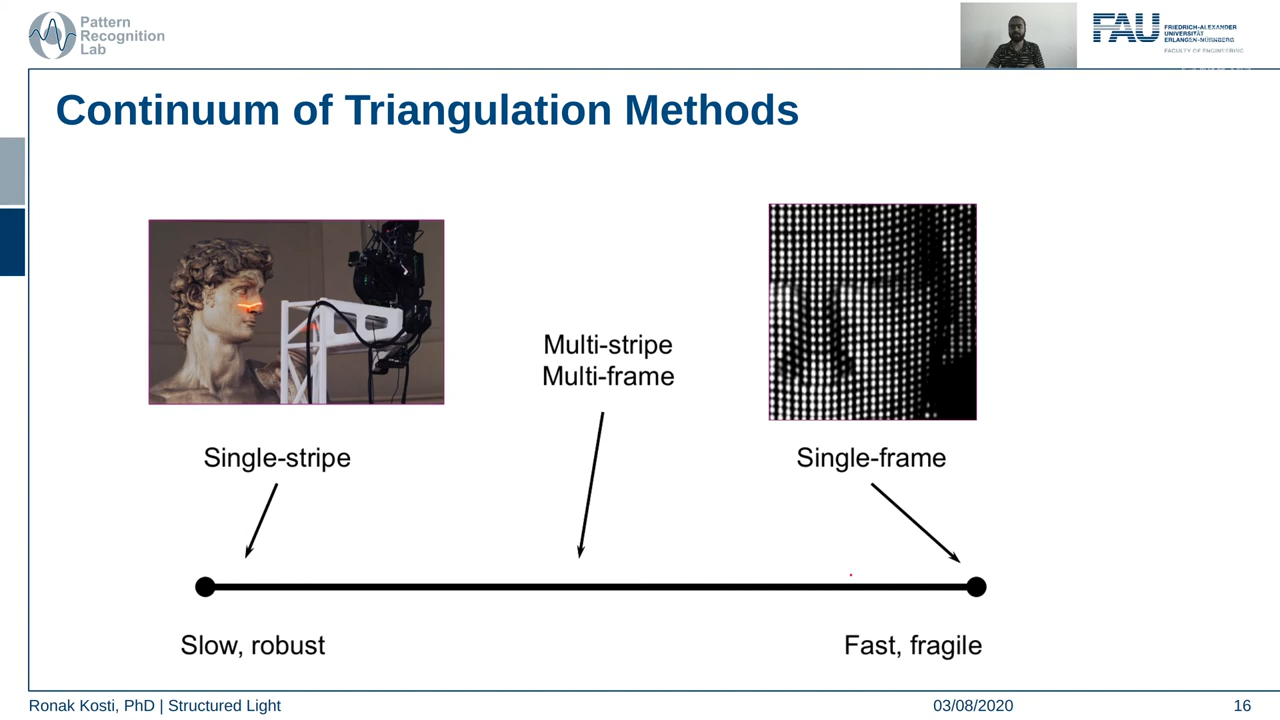 Pattern
Recognition
Lab
FAU
FRIEDRICH-ALEXANDER
UNIVERSITÄT
ERLANGEN-NÜRNBERG
FACULTY OF ENGINEERING
Continuum of Triangulation Methods
Multi-stripe
Multi-frame
Single-stripe
Single-frame
Slow, robust
Fast, fragile
Ronak Kosti, PhD | Structured Light
03/08/2020
16